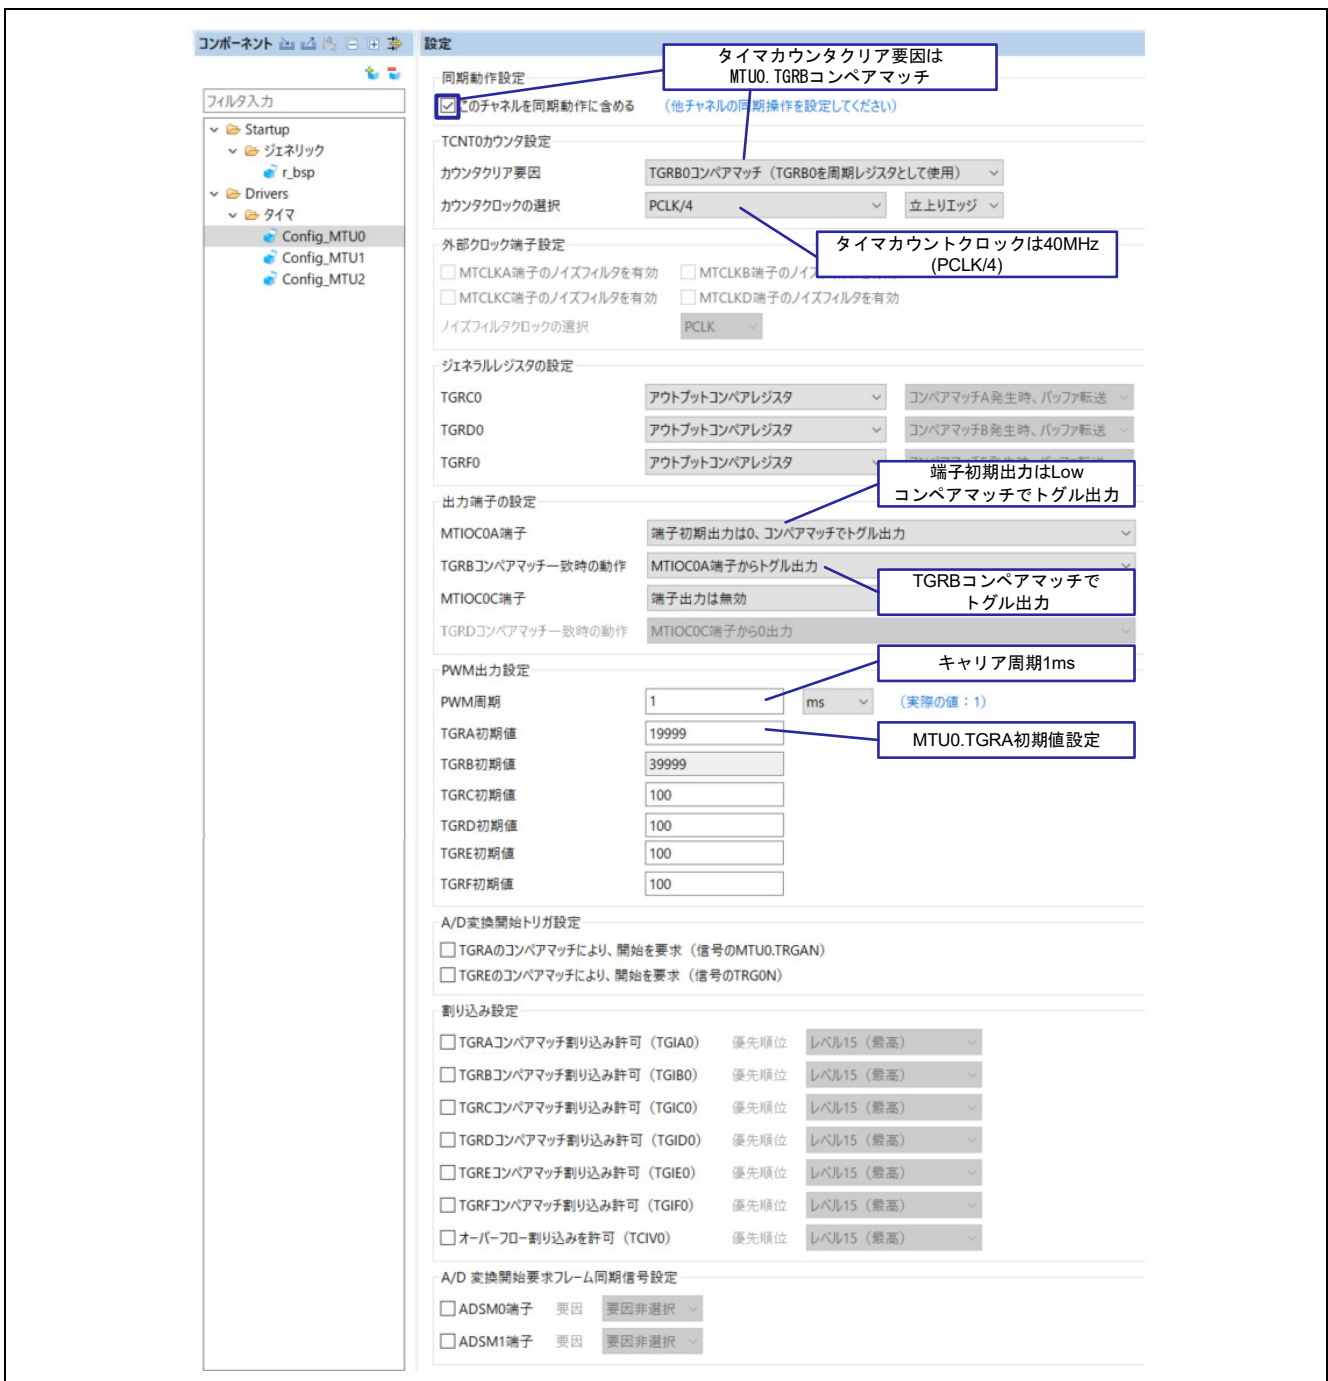 コンポーネント
設定
タイマカウンタクリア要因は
MTU0.TGRBコンペアマッチ
フィルタ入力
Startup
ジェネリック
r_bsp
Drivers
タイマ
Config_MTU0
Config_MTU1
Config_MTU2
同期動作設定
このチャネルを同期動作に含める (他チャネルの同期操作を設定してください)
TCNT0カウンタ設定
カウンタクリア要因 TGRB0コンペアマッチ (TGRB0を周期レジスタとして使用)
カウンタクロックの選択 PCLK/4 立上りエッジ
タイマカウントクロックは40MHz
(PCLK/4)
外部クロック端子設定
MTCLKA端子のノイズフィルタを有効 MTCLKB端子のノイズ
MTCLKC端子のノイズフィルタを有効 MTCLKD端子のノイズフィルタを有効
ノイズフィルタクロックの選択 PCLK
ジェネラルレジスタの設定
TGRC0 アウトプットコンペアレジスタ コンペアマッチA発生時、バッファ転送
TGRD0 アウトプットコンペアレジスタ コンペアマッチB発生時、バッファ転送
TGRF0 アウトプットコンペアレジスタ
端子初期出力はLow
コンペアマッチでトグル出力
出力端子の設定
MTIOC0A端子 端子初期出力は0、コンペアマッチでトグル出力
TGRBコンペアマッチ一致時の動作 MTIOC0A端子からトグル出力
TGRBコンペアマッチで
トグル出力
MTIOC0C端子 端子出力は無効
TGRDコンペアマッチ一致時の動作 MTIOC0C端子から0出力
キャリア周期1ms
PWM出力設定
PWM周期 1 ms (実際の値:1)
TGRA初期値 19999
MTU0.TGRA初期値設定
TGRB初期値 39999
TGRC初期値 100
TGRD初期値 100
TGRE初期値 100
TGRF初期値 100
A/D変換開始トリガ設定
TGRAのコンペアマッチにより、開始を要求 (信号のMTU0.TRGAN)
TGREのコンペアマッチにより、開始を要求 (信号のTRG0N)
割り込み設定
TGRAコンペアマッチ割り込み許可 (TGIA0) 優先順位 レベル15 (最高)
TGRBコンペアマッチ割り込み許可 (TGIB0) 優先順位 レベル15 (最高)
TGRCコンペアマッチ割り込み許可 (TGIC0) 優先順位 レベル15 (最高)
TGRDコンペアマッチ割り込み許可 (TGID0) 優先順位 レベル15 (最高)
TGREコンペアマッチ割り込み許可 (TGIE0) 優先順位 レベル15 (最高)
TGRFコンペアマッチ割り込み許可 (TGIF0) 優先順位 レベル15 (最高)
オーバーフロー割り込みを許可 (TCIV0) 優先順位 レベル15 (最高)
A/D 変換開始要求フレーム同期信号設定
ADSM0端子 要因 要因非選択
ADSM1端子 要因 要因非選択